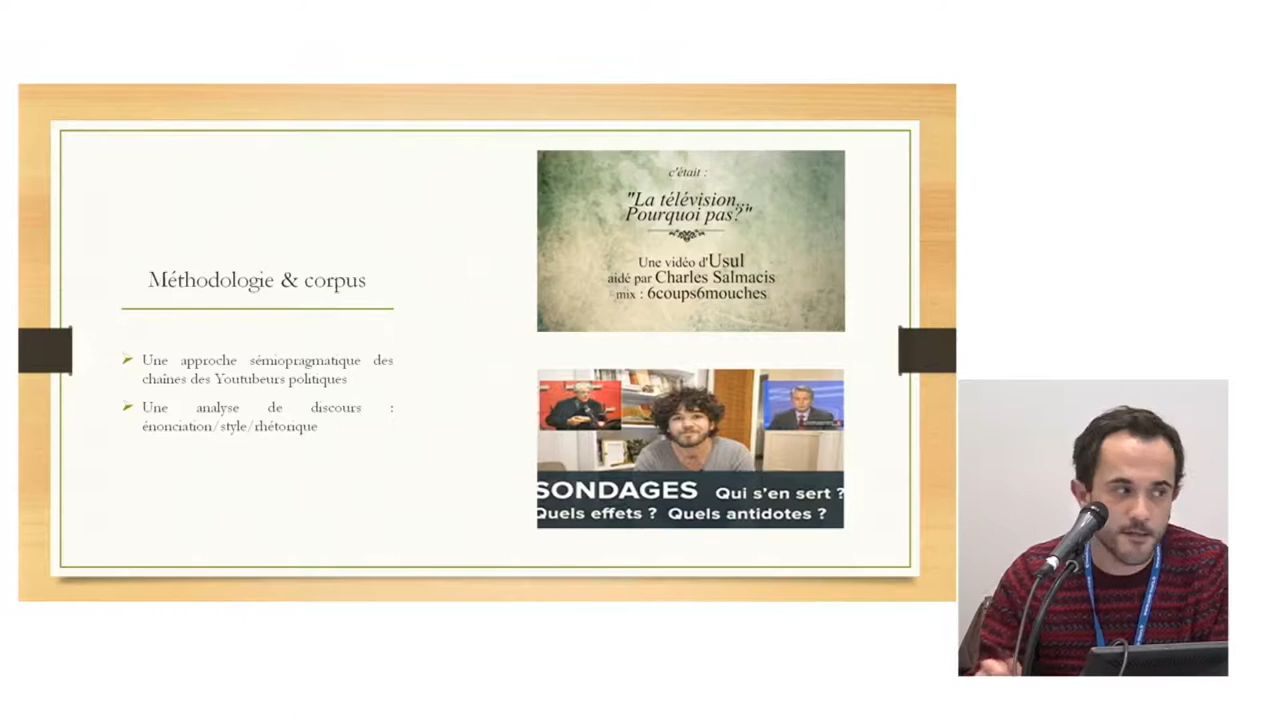 Méthodologie & corpus
Une approche sémiopragmatique des
chaînes des Youtubeurs politiques
Une analyse de discours :
énonciation/style/rhétorique
c'était :
"La télévision...
Pourquoi pas?"
Une vidéo d'Usul
aidé par Charles Salmacis
mix : 6coups6mouches
SONDAGES Qui s'en sert ?
Quels effets ? Quels antidotes ?